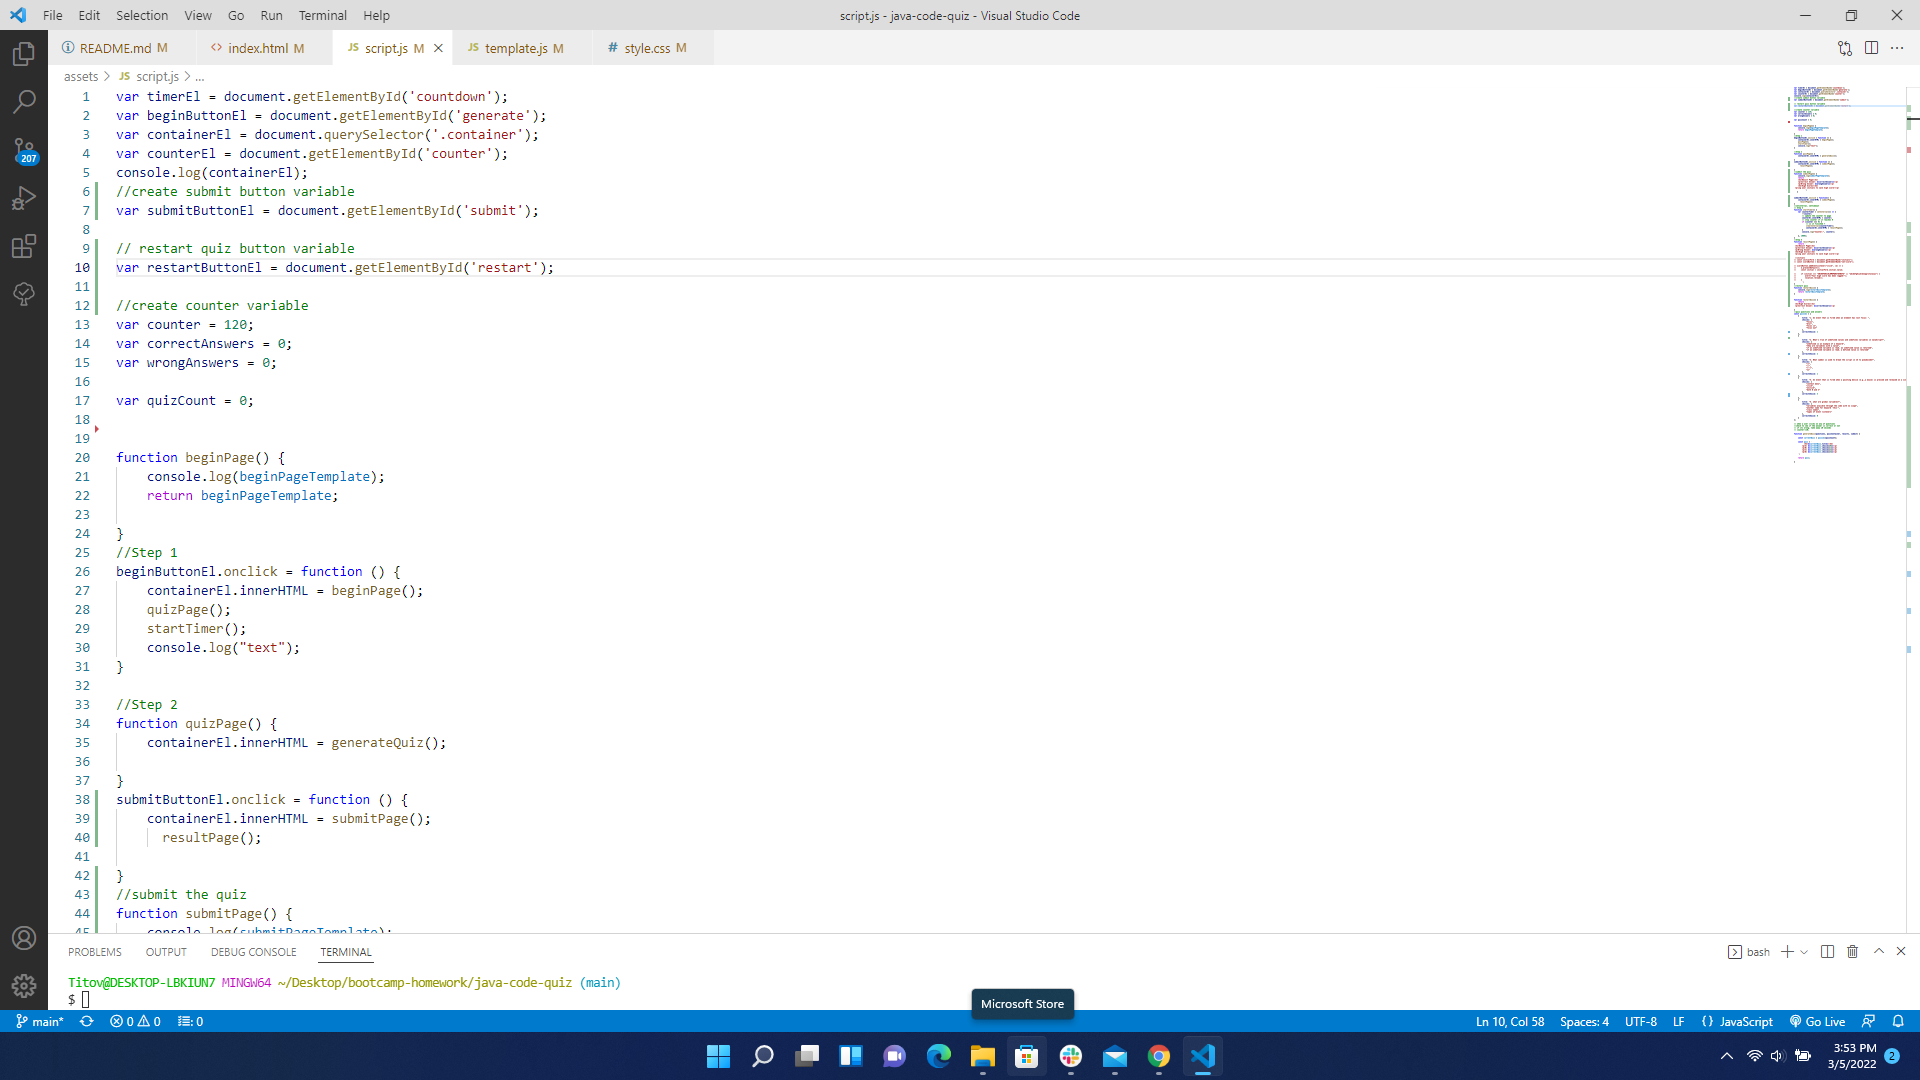 File Edit Selection View Go Run Terminal Help
script.js - java-code-quiz - Visual Studio Code
README.md M
index.html M
JS script.js M
JS template.js M
# style.css M
assets > JS script.js > ...
1 var timerEl = document.getElementById('countdown');
2 var beginButtonEl = document.getElementById('generate');
3 var containerEl = document.querySelector('.container');
4 var counterEl = document.getElementById('counter');
5 console.log(containerEl);
6 //create submit button variable
7 var submitButtonEl = document.getElementById('submit');
8
9 // restart quiz button variable
10 var restartButtonEl = document.getElementById('restart');
11
12 //create counter variable
13 var counter = 120;
14 var correctAnswers = 0;
15 var wrongAnswers = 0;
16
17 var quizCount = 0;
18
19
20 function beginPage() {
21 console.log(beginPageTemplate);
22 return beginPageTemplate;
23
24 }
25 //Step 1
26 beginButtonEl.onclick = function () {
27 containerEl.innerHTML = beginPage();
28 quizPage();
29 startTimer();
30 console.log("text");
31 }
32
33 //Step 2
34 function quizPage() {
35 containerEl.innerHTML = generateQuiz();
36
37 }
38 submitButtonEl.onclick = function () {
39 containerEl.innerHTML = submitPage();
40 resultPage();
41
42 }
43 //submit the quiz
44 function submitPage() {
45 console.log(submitPageTemplate);
207
PROBLEMS OUTPUT DEBUG CONSOLE TERMINAL
bash
Titov@DESKTOP-LBKIUN7 MINGW64 ~/Desktop/bootcamp-homework/java-code-quiz (main)
$
Microsoft Store
main* 0 0 : 0
Ln 10, Col 58 Spaces: 4 UTF-8 LF {} JavaScript Go Live
3:53 PM
3/5/2022
2